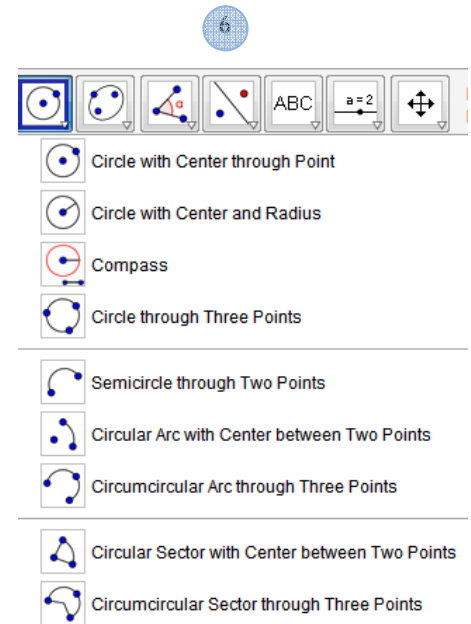 6
α
ABC
a = 2
Circle with Center through Point
Circle with Center and Radius
Compass
Circle through Three Points
Semicircle through Two Points
Circular Arc with Center between Two Points
Circumcircular Arc through Three Points
Circular Sector with Center between Two Points
Circumcircular Sector through Three Points